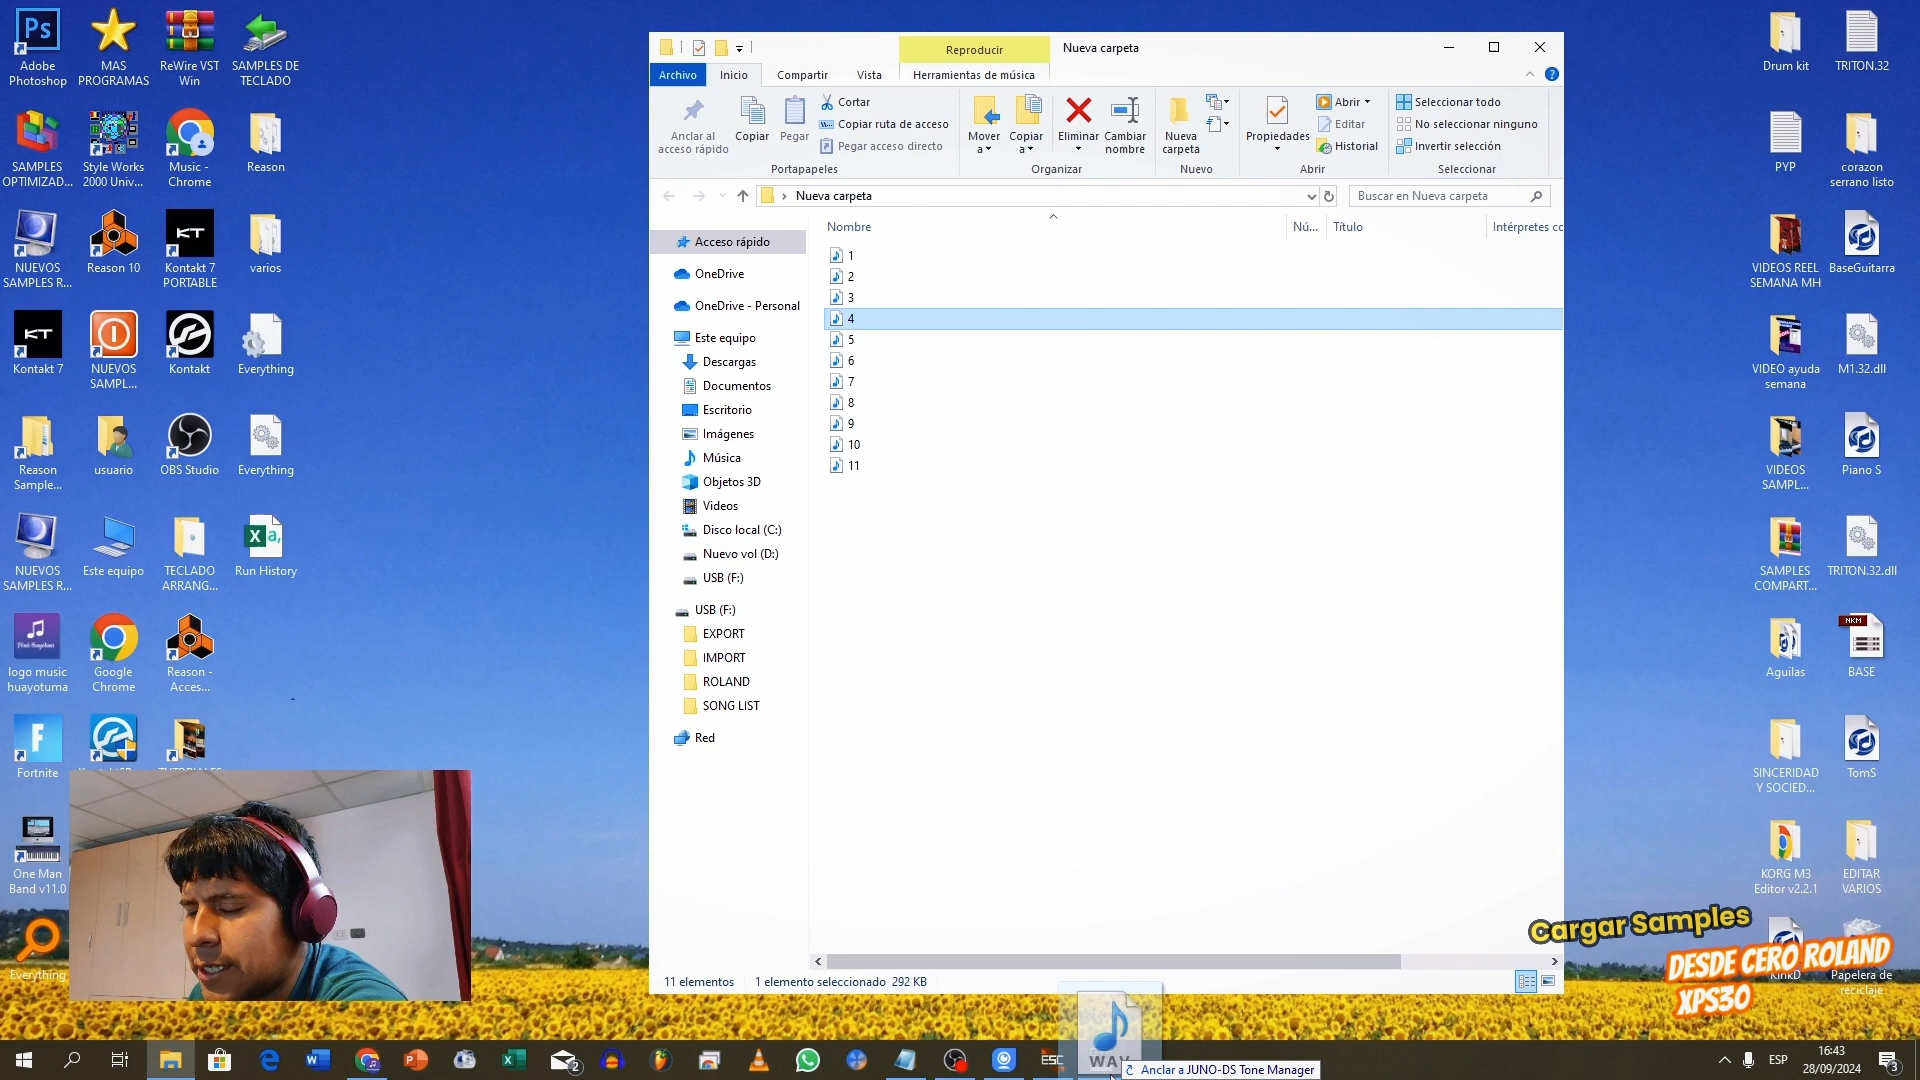 Adobe
Photoshop
MAS
PROGRAMAS
ReWire VST
Win
SAMPLES DE
TECLADO
SAMPLES
OPTIMIZAD...
Style Works
2000 Univ...
Music -
Chrome
Reason
NUEVOS
SAMPLES R...
Reason 10
Kontakt 7
PORTABLE
varios
Kontakt 7
NUEVOS
SAMPL...
Kontakt
Everything
Reason
Sample...
usuario
OBS Studio
Everything
NUEVOS
SAMPLES R...
Este equipo
TECLADO
ARRANG...
Run History
logo music
huayotuma
Google
Chrome
Reason -
Acces...
Fortnite
One Man
Band v11.0
Everything
Reproducir
Nueva carpeta
Archivo
Inicio
Compartir
Vista
Herramientas de música
Anclar al
acceso rápido
Copiar
Pegar
Cortar
Copiar ruta de acceso
Pegar acceso directo
Portapapeles
Mover
a
Copiar
a
Eliminar
Cambiar
nombre
Organizar
Nueva
carpeta
Nuevo
Propiedades
Abrir
Editar
Historial
Abrir
Seleccionar todo
No seleccionar ninguno
Invertir selección
Seleccionar
Nueva carpeta
Buscar en Nueva carpeta
Nombre
Nú...
Título
Intérpretes co
Acceso rápido
OneDrive
OneDrive - Personal
Este equipo
Descargas
Documentos
Escritorio
Imágenes
Música
Objetos 3D
Videos
Disco local (C:)
Nuevo vol (D:)
USB (F:)
USB (F:)
EXPORT
IMPORT
ROLAND
SONG LIST
Red
1
2
3
4
5
6
7
8
9
10
11
11 elementos
1 elemento seleccionado 292 KB
Drum kit
TRITON.32
PYP
corazon
serrano listo
VIDEOS REEL
SEMANA MH
BaseGuitarra
VIDEO ayuda
semana
M1.32.dll
VIDEOS
SAMPL...
Piano S
SAMPLES
COMPART...
TRITON.32.dll
Aguilas
NKM
BASE
SINCERIDAD
Y SOCIED...
TomS
KORG M3
Editor v2.2.1
EDITAR
VARIOS
Cargar Samples
DESDE CERO ROLAND
XPS30
KinkD
Papelera de
reciclaje
WAV
Anclar a JUNO-DS Tone Manager
ESC
ESP
16:43
28/09/2024
2
3